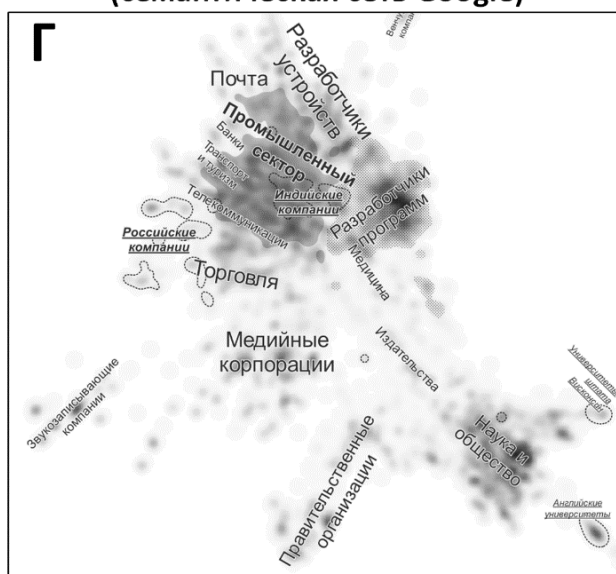 (семантическая сеть Google)
Г
Почта
Разработчики
устройств
Промышленный
сектор
Банки
Транспорт
и туризм
Телекоммуникации
Индийские
компании
Разработчики
программ
Медицина
Российские
компании
Торговля
Медийные
корпорации
Издательства
Звукозаписывающие
компании
Правительственные
организации
Наука и
общество
штата
Висконсин
Английские
университеты